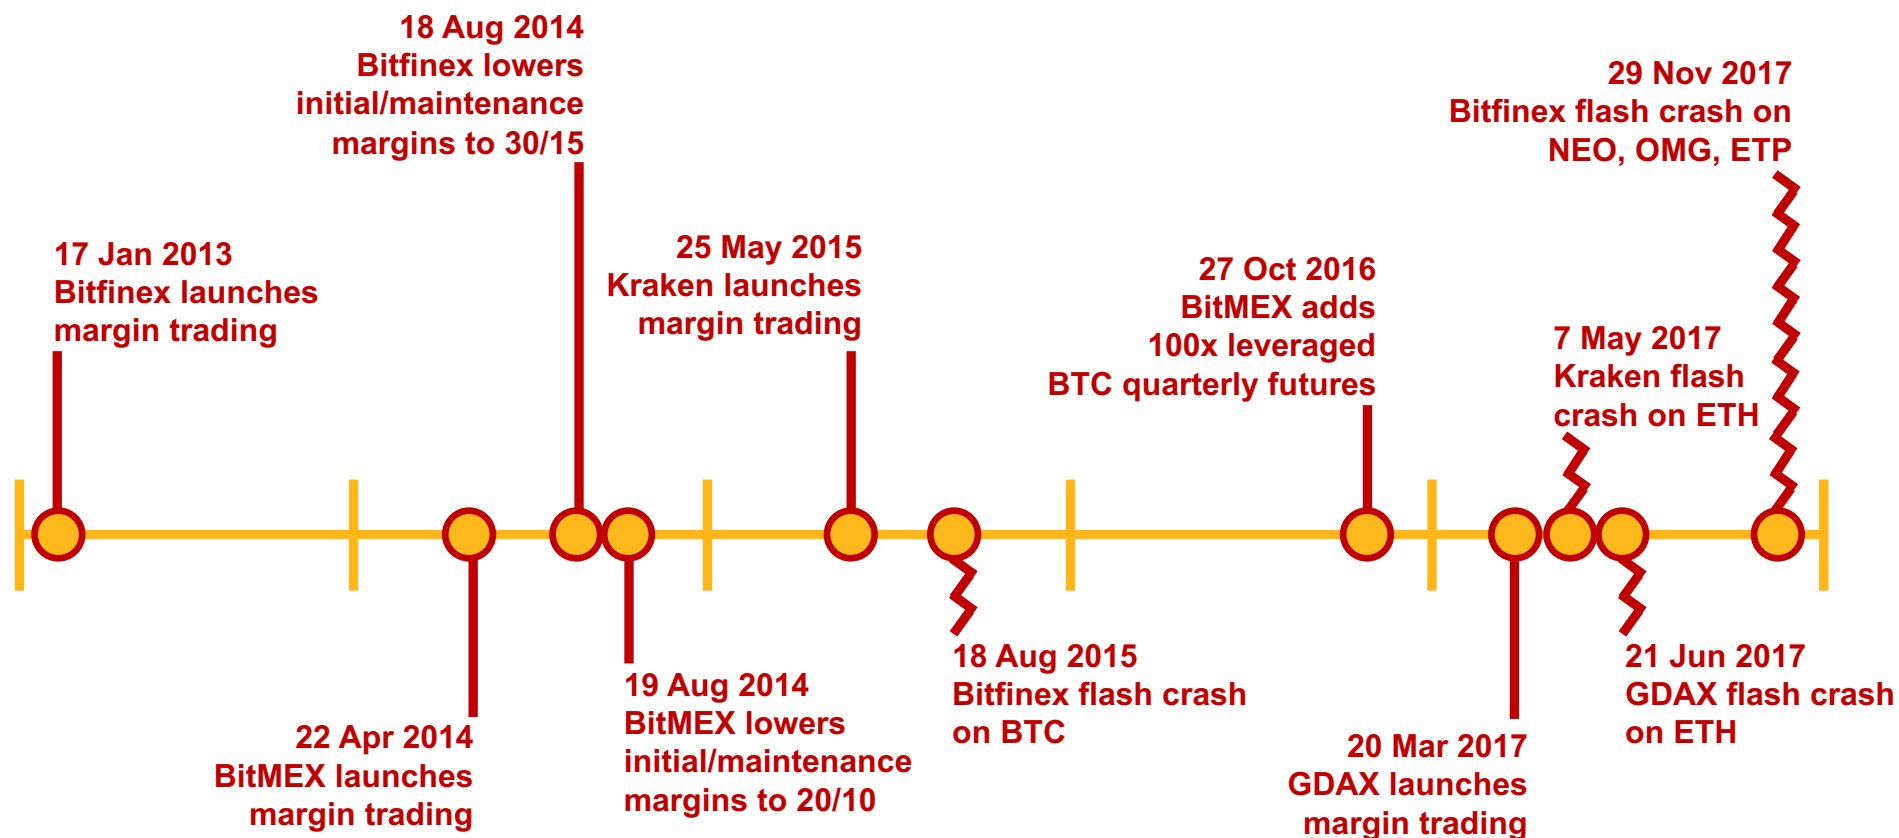 17 Jan 2013
Bitfinex launches
margin trading
22 Apr 2014
BitMEX launches
margin trading
18 Aug 2014
Bitfinex lowers
initial/maintenance
margins to 30/15
19 Aug 2014
BitMEX lowers
initial/maintenance
margins to 20/10
25 May 2015
Kraken launches
margin trading
18 Aug 2015
Bitfinex flash crash
on BTC
27 Oct 2016
BitMEX adds
100x leveraged
BTC quarterly futures
20 Mar 2017
GDAX launches
margin trading
7 May 2017
Kraken flash
crash on ETH
21 Jun 2017
GDAX flash crash
on ETH
29 Nov 2017
Bitfinex flash crash on
NEO, OMG, ETP